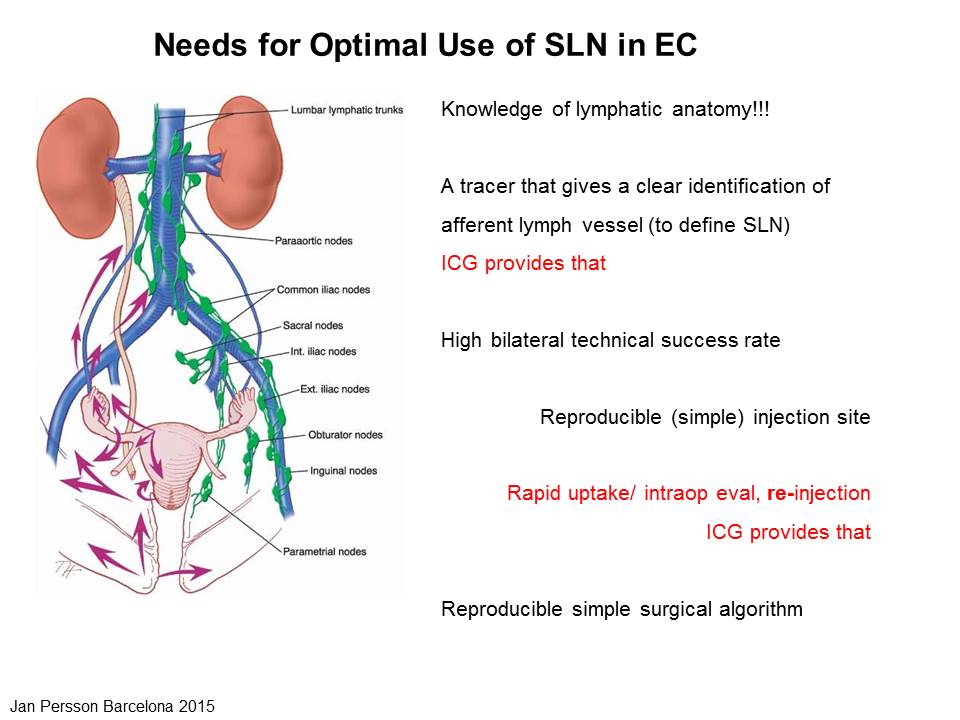 Needs for Optimal Use of SLN in EC
Lumbar lymphatic trunks
Paraaortic nodes
Common iliac nodes
Sacral nodes
Int. iliac nodes
Ext. iliac nodes
Obturator nodes
Inguinal nodes
Parametrial nodes
Knowledge of lymphatic anatomy!!!
A tracer that gives a clear identification of
afferent lymph vessel (to define SLN)
ICG provides that
High bilateral technical success rate
Reproducible (simple) injection site
Rapid uptake/ intraop eval, re-injection
ICG provides that
Reproducible simple surgical algorithm
Jan Persson Barcelona 2015